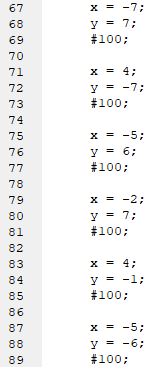 67 x = -7;
68 y = 7;
69 #100;
70
71 x = 4;
72 y = -7;
73 #100;
74
75 x = -5;
76 y = 6;
77 #100;
78
79 x = -2;
80 y = 7;
81 #100;
82
83 x = 4;
84 y = -1;
85 #100;
86
87 x = -5;
88 y = -6;
89 #100;